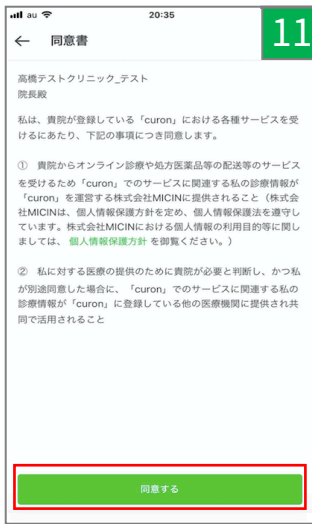 au 20:35
11
← 同意書
高橋テストクリニック_テスト
院長殿
私は、貴院が登録している「curon」における各種サービスを受
けるにあたり、下記の事項につき同意します。
① 貴院からオンライン診療や処方医薬品等の配送等のサービス
を受けるため「curon」でのサービスに関連する私の診療情報が
「curon」を運営する株式会社MICINに提供されること（株式会
社MICINは、個人情報保護方針を定め、個人情報保護法を遵守し
ています。株式会社MICINにおける個人情報の利用目的等に関し
ましては、 個人情報保護方針 を御覧ください。）
② 私に対する医療の提供のために貴院が必要と判断し、かつ私
が別途同意した場合に、「curon」でのサービスに関連する私の
診療情報が「curon」に登録している他の医療機関に提供され共
同で活用されること
同意する